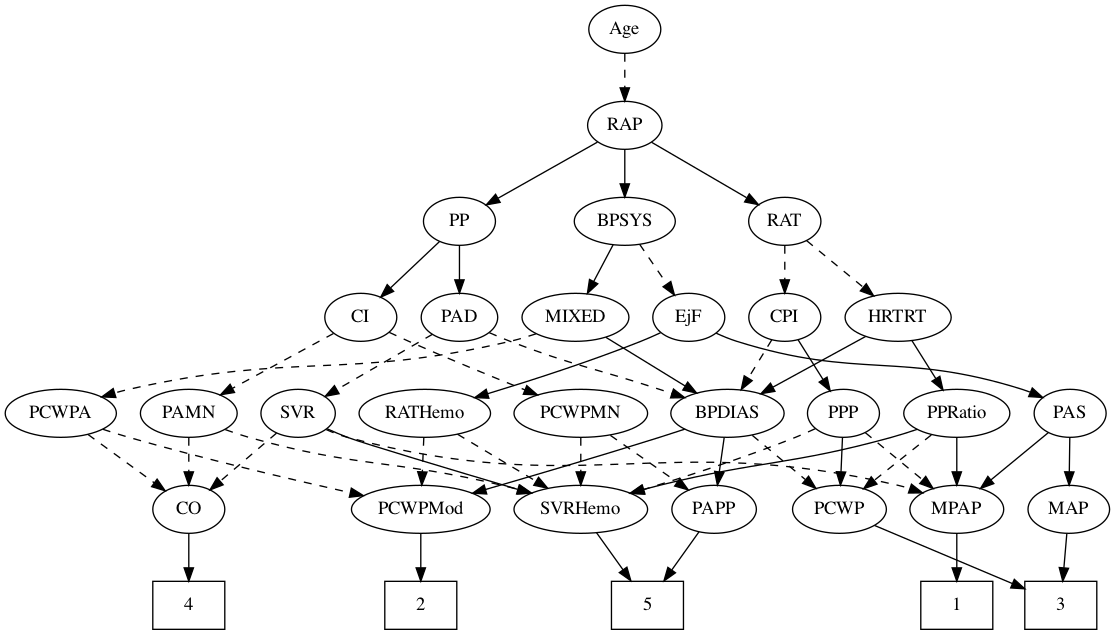 Age
RAP
PP
BPSYS
RAT
CI
PAD
MIXED
EjF
CPI
HRTRT
PCWPA
PAMN
SVR
RATHemo
PCWPMN
BPDIAS
PPP
PPRatio
PAS
CO
PCWPMod
SVRHemo
PAPP
PCWP
MPAP
MAP
4
2
5
1
3